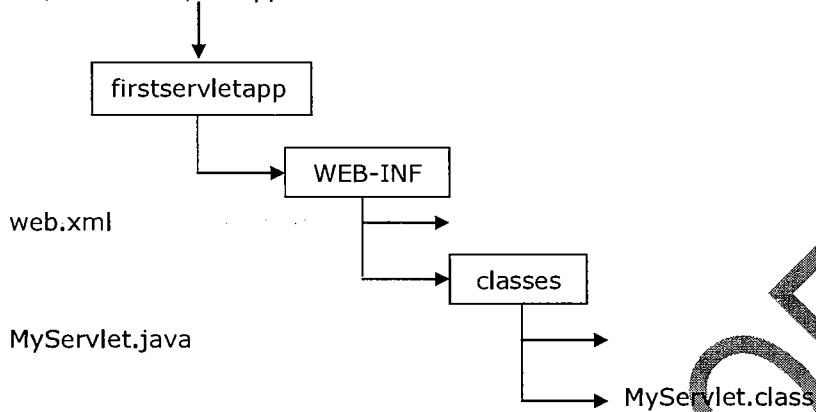 firstservletapp
WEB-INF
web.xml
classes
MyServlet.java
MyServlet.class